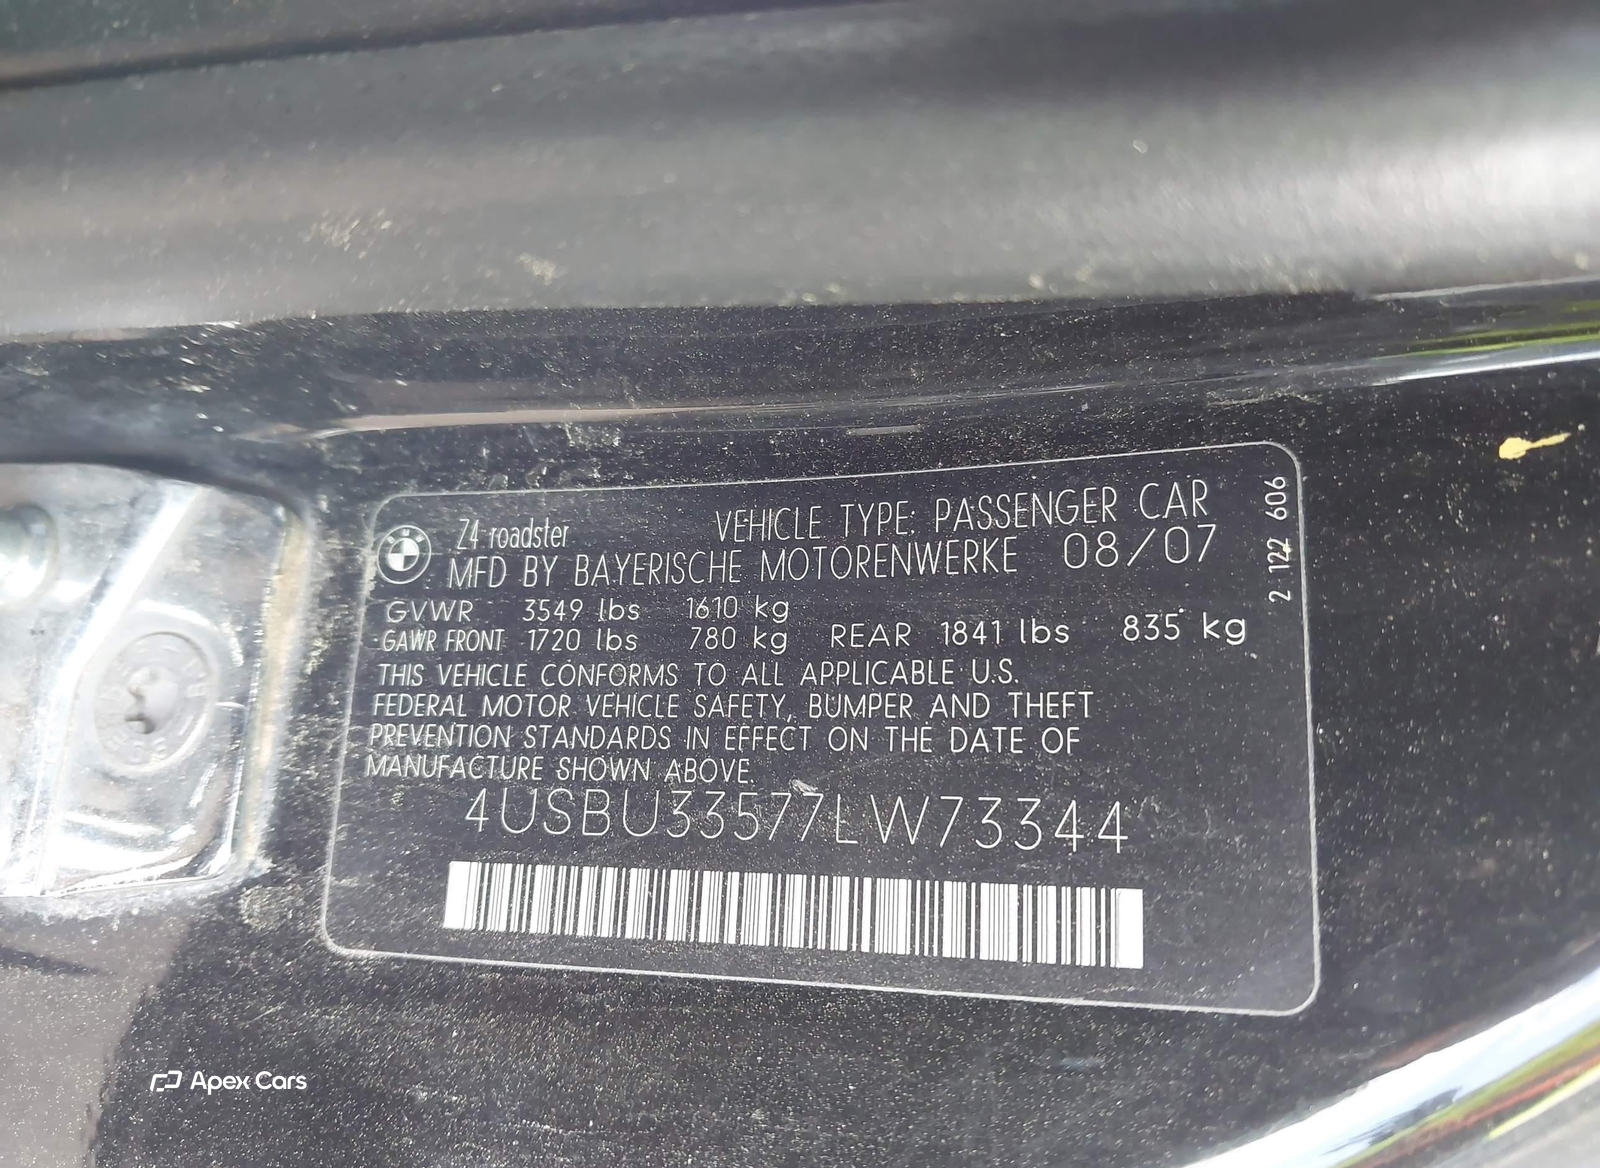 Z4 roadster VEHICLE TYPE: PASSENGER CAR
MFD BY BAYERISCHE MOTORENWERKE 08/07
GVWR 3549 lbs 1610 kg
GAWR FRONT 1720 lbs 780 kg REAR 1841 lbs 835 kg
THIS VEHICLE CONFORMS TO ALL APPLICABLE U.S.
FEDERAL MOTOR VEHICLE SAFETY, BUMPER AND THEFT
PREVENTION STANDARDS IN EFFECT ON THE DATE OF
MANUFACTURE SHOWN ABOVE.
4USBU33577LW73344
2 122 606
Apex Cars